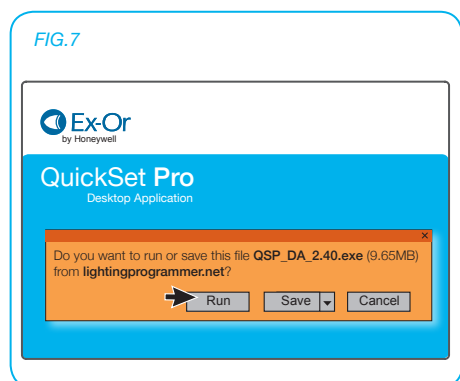 FIG.7
Ex-Or
by Honeywell
QuickSet Pro
Desktop Application
×
Do you want to run or save this file QSP_DA_2.40.exe (9.65MB)
from lightingprogrammer.net?
Run Save Cancel